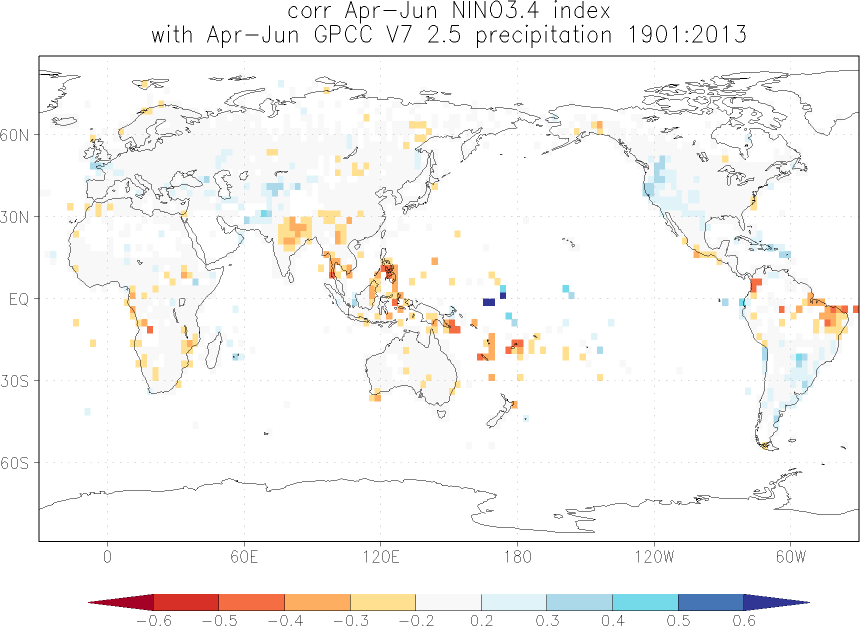 corr Apr-Jun NINO3.4 index
with Apr-Jun GPCC V7 2.5 precipitation 1901:2013
60N
30N
EQ
30S
60S
0 60E 120E 180 120W 60W
-0.6 -0.5 -0.4 -0.3 -0.2 0.2 0.3 0.4 0.5 0.6